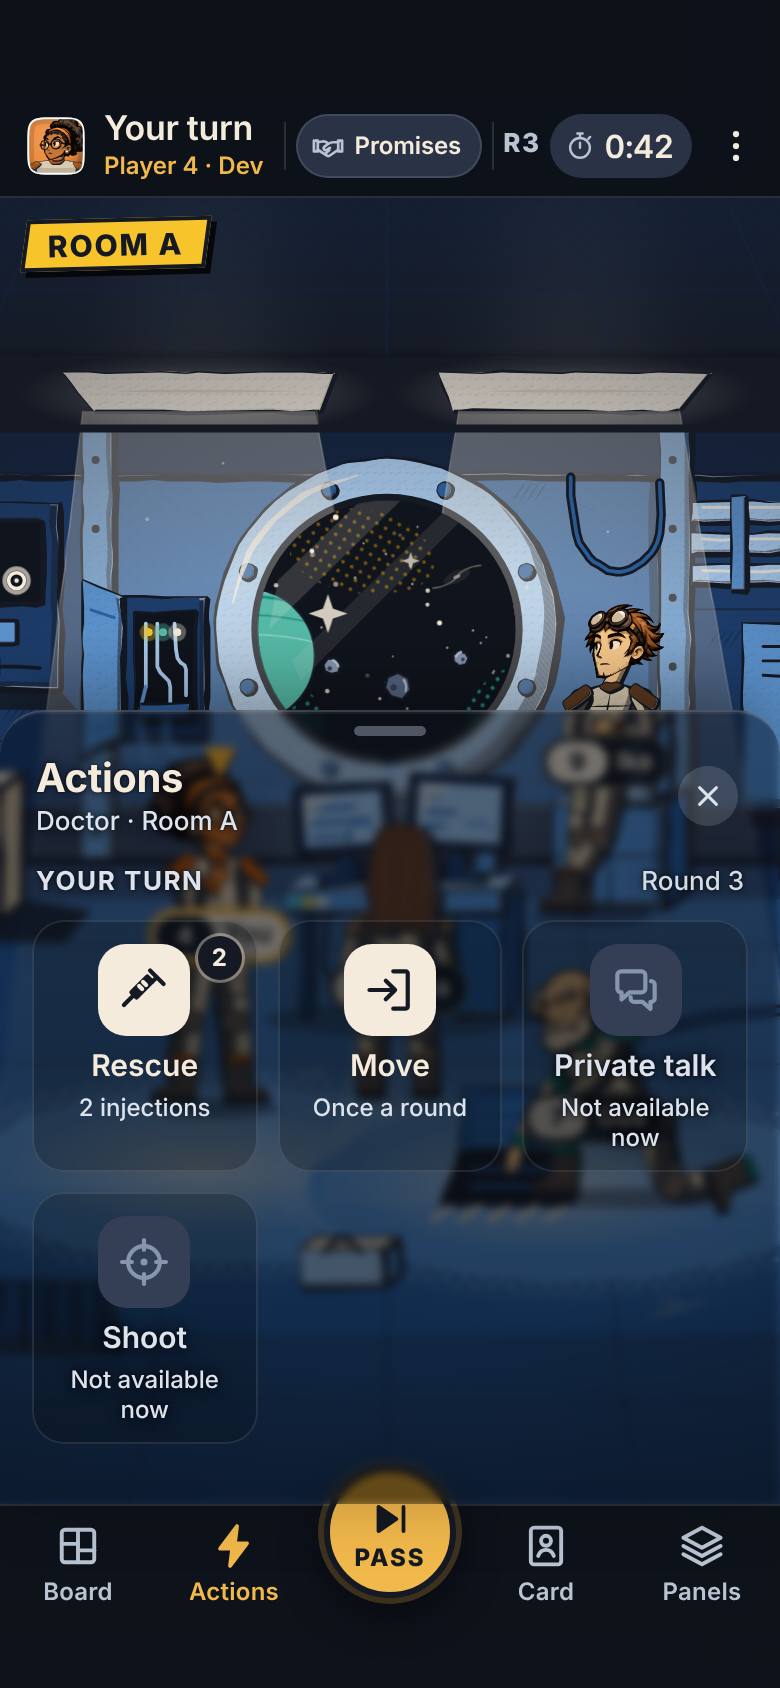 Your turn
Player 4 · Dev
Promises
R3
0:42
ROOM A
Actions
Doctor · Room A
YOUR TURN
Round 3
2
Rescue
2 injections
Move
Once a round
Private talk
Not available
now
Shoot
Not available
now
PASS
Board
Actions
Card
Panels